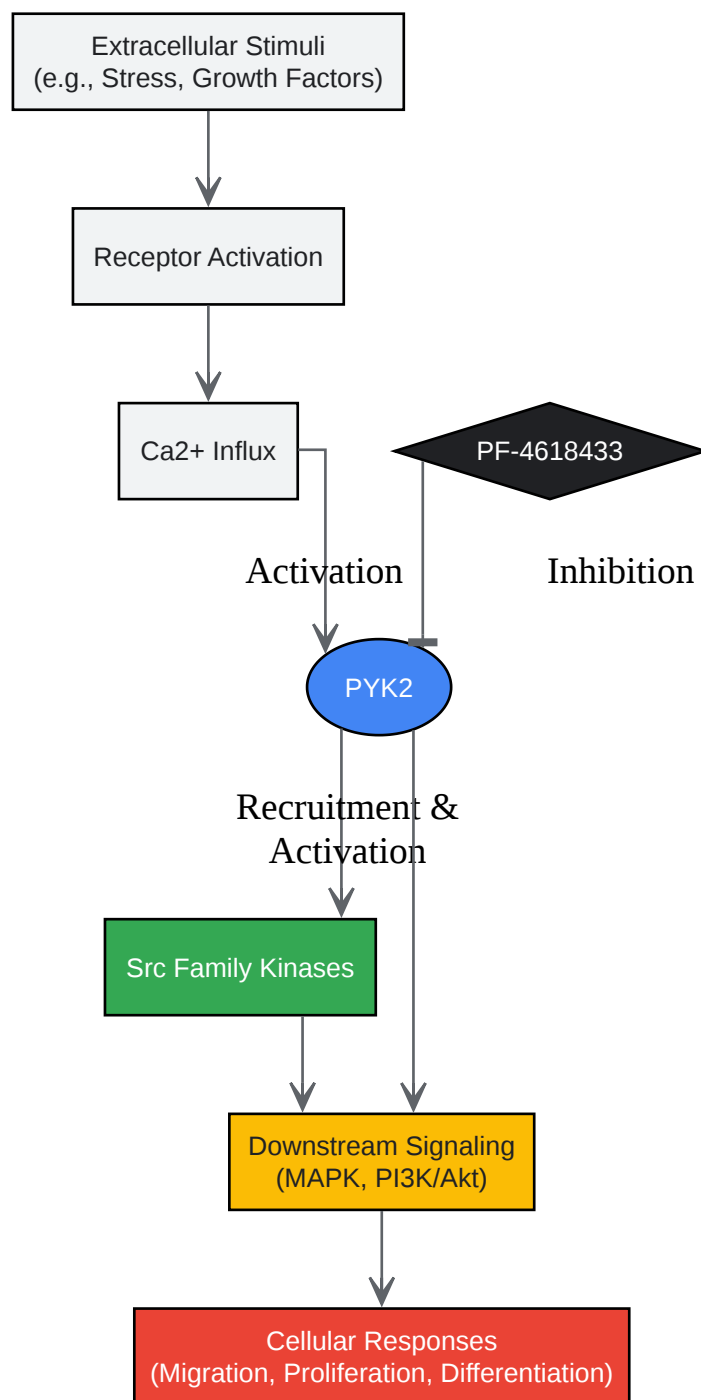 Extracellular Stimuli
(e.g., Stress, Growth Factors)
Receptor Activation
Ca2+ Influx
PF-4618433
Activation
Inhibition
PYK2
Recruitment &
Activation
Src Family Kinases
Downstream Signaling
(MAPK, PI3K/Akt)
Cellular Responses
(Migration, Proliferation, Differentiation)